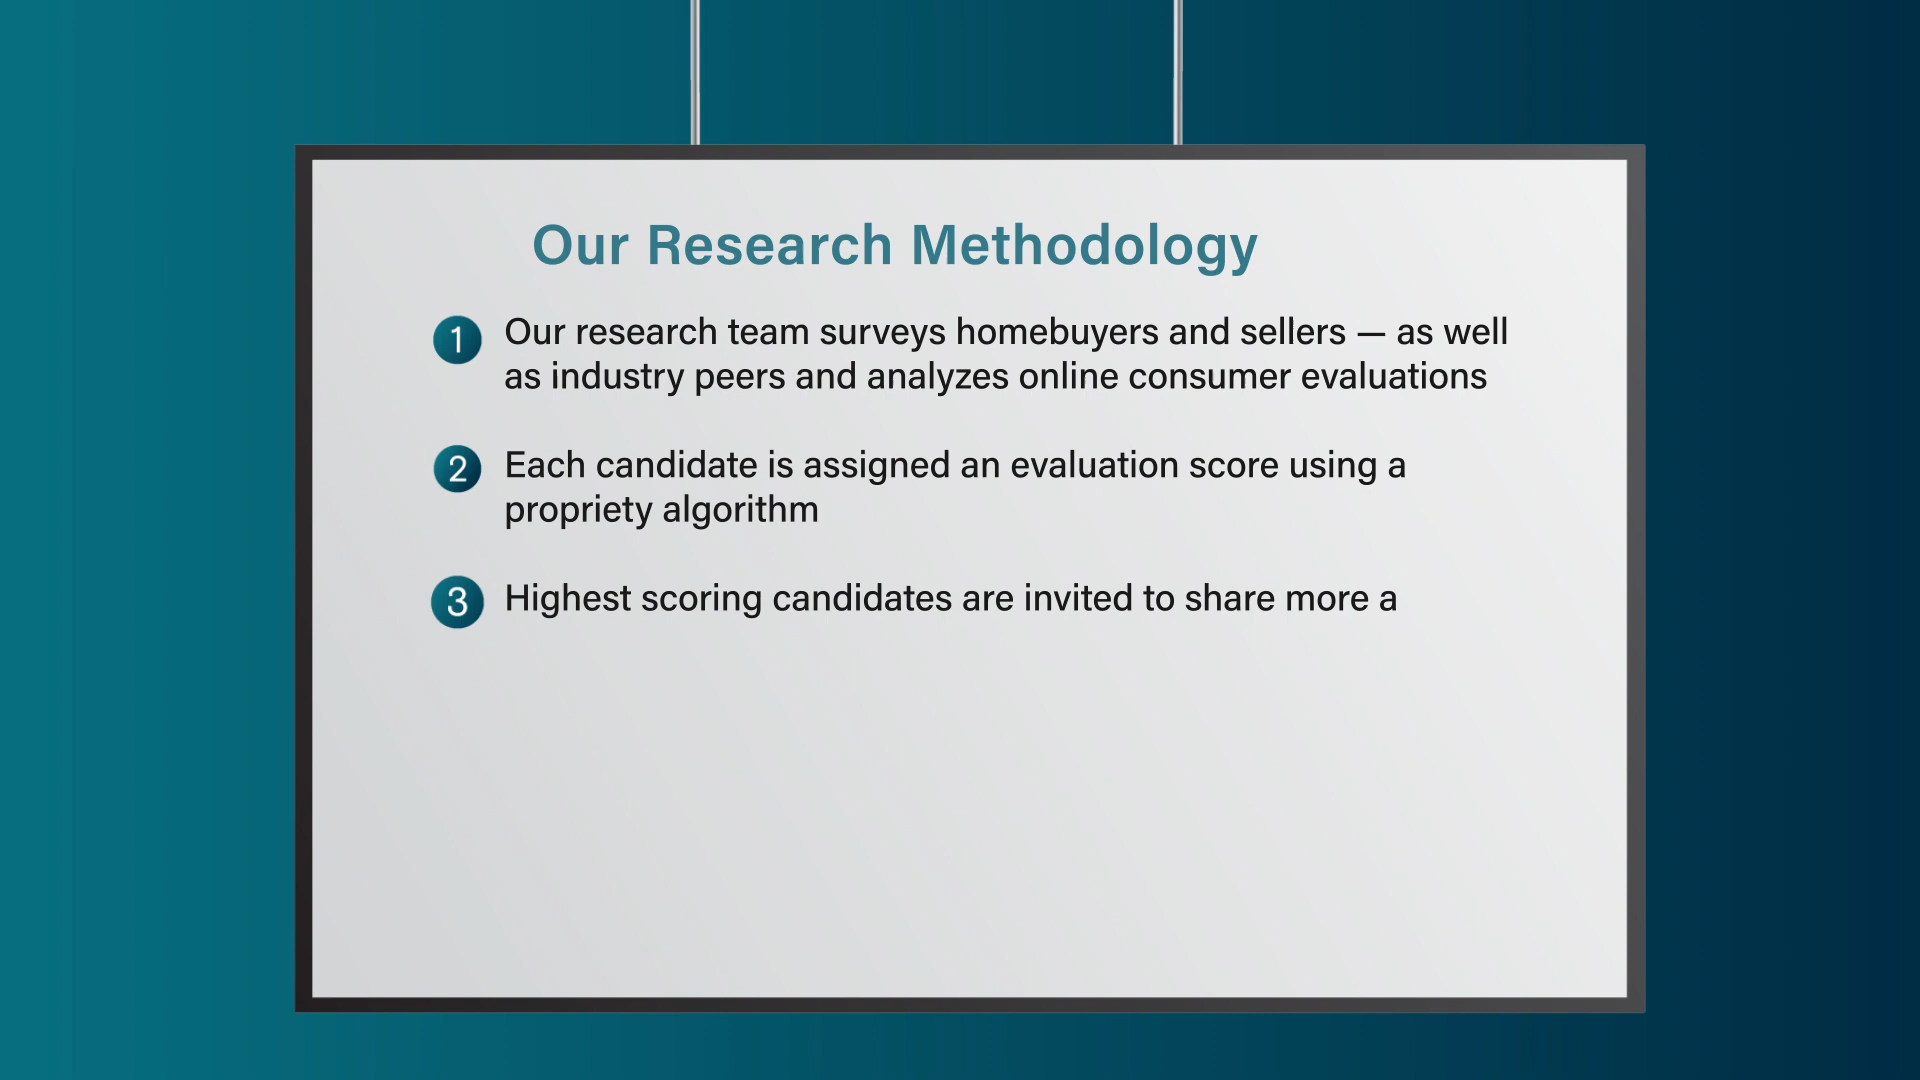 Our Research Methodology
1 Our research team surveys homebuyers and sellers — as well
as industry peers and analyzes online consumer evaluations
2 Each candidate is assigned an evaluation score using a
propriety algorithm
3 Highest scoring candidates are invited to share more a